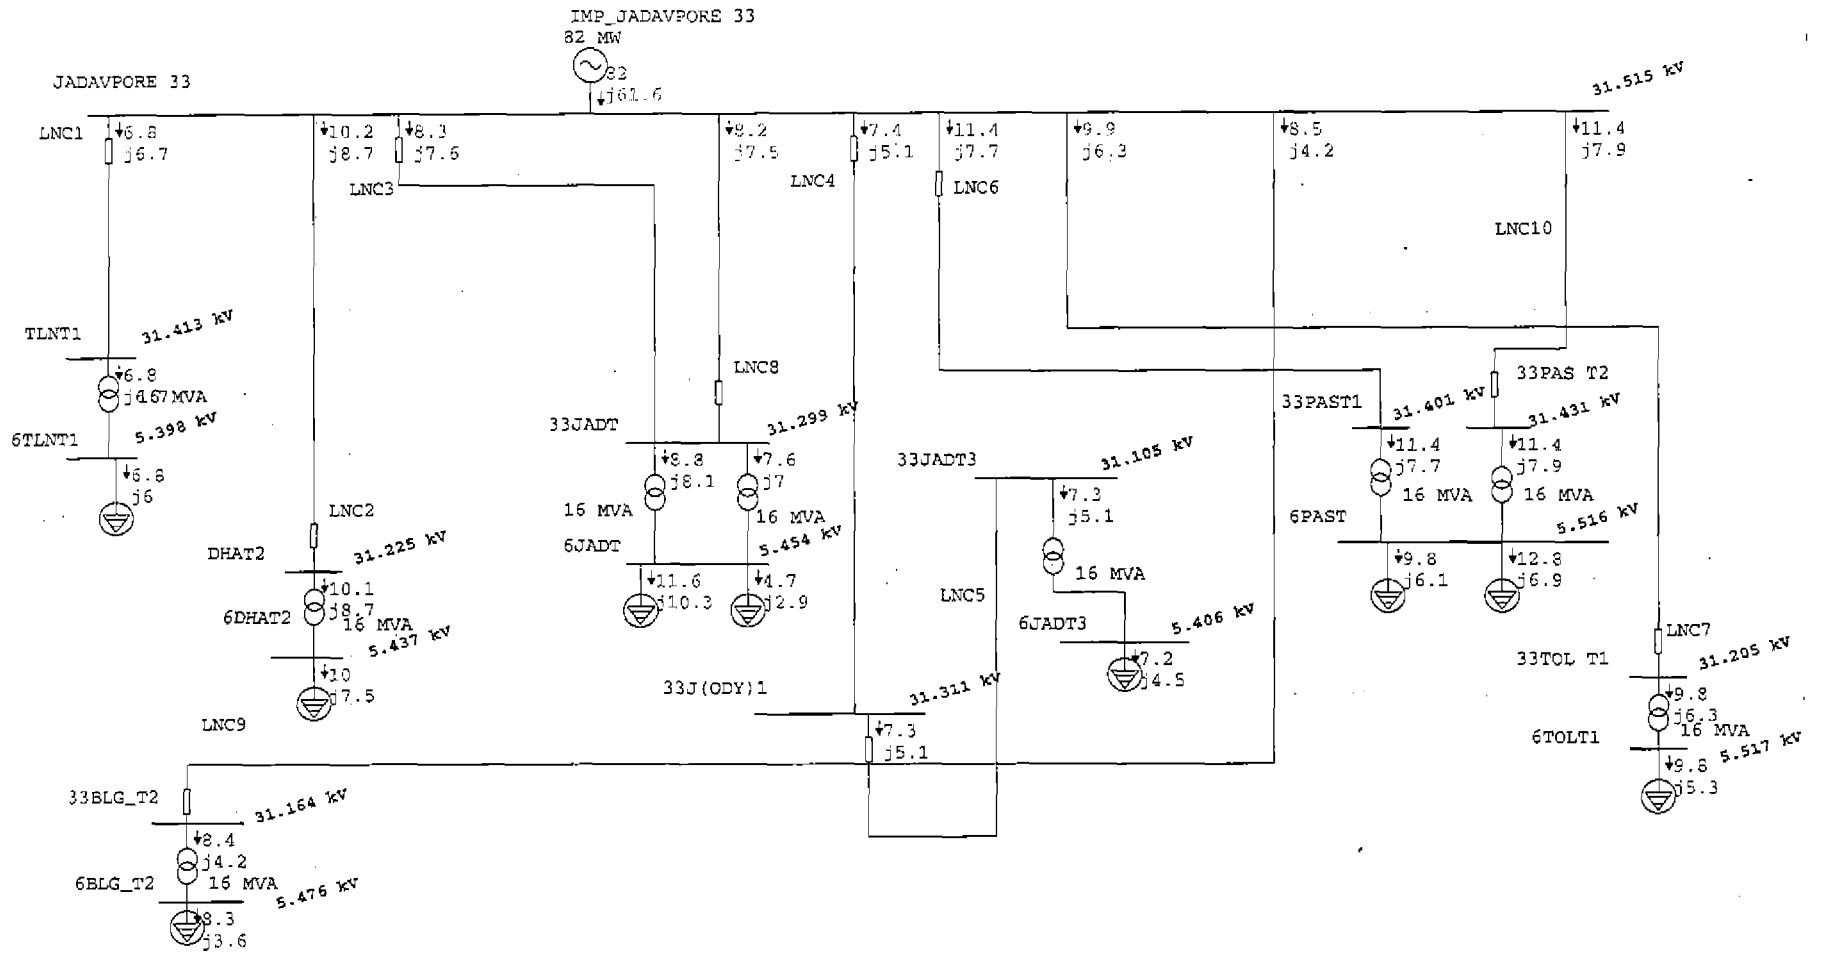 IMP_JADAVPORE 33
82 MW
82
j61.6
JADAVPORE 33
31.515 kV
LNC1
6.8
j6.7
10.2
j8.7
8.3
j7.6
LNC3
8.2
j7.5
7.4
j5.1
LNC4
11.4
j7.7
LNC6
9.9
j6.3
8.5
j4.2
11.4
j7.9
LNC10
TLNT1
31.413 kV
6.8
16 MVA
6TLNT1
5.398 kV
6.8
j6
LNC2
DHAT2
31.225 kV
10.1
j8.7
16 MVA
6DHAT2
5.437 kV
10
j7.5
LNC8
33JADT
31.299 kV
8.8
j8.1
7.6
j7
16 MVA
16 MVA
6JADT
5.454 kV
11.6
j10.3
4.7
j2.9
33JADT3
31.105 kV
7.3
j5.1
16 MVA
LNC5
6JADT3
5.406 kV
7.2
j4.5
33J(ODY)1
31.311 kV
7.3
j5.1
33PAS T2
33PAST1
31.401 kV
31.431 kV
11.4
j7.7
11.4
j7.9
16 MVA
16 MVA
6PAST
5.516 kV
9.8
j6.1
12.8
j6.9
LNC7
33TOL T1
31.205 kV
9.8
j6.3
16 MVA
6TOLT1
5.517 kV
9.8
j5.3
LNC9
33BLG_T2
31.164 kV
8.4
j4.2
16 MVA
6BLG_T2
5.476 kV
8.3
j3.6